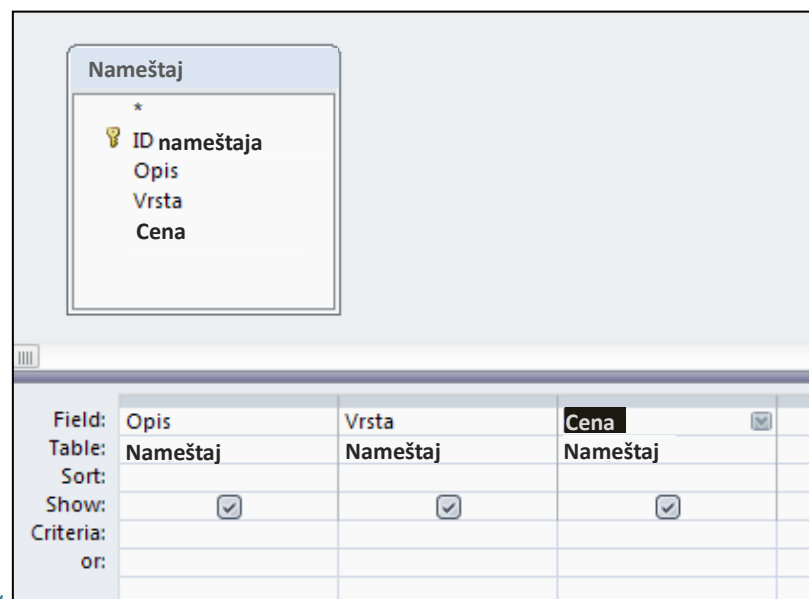 Nameštaj
*
ID nameštaja
Opis
Vrsta
Cena
Field: Opis Vrsta Cena
Table: Nameštaj Nameštaj Nameštaj
Sort:
Show:
Criteria:
or: